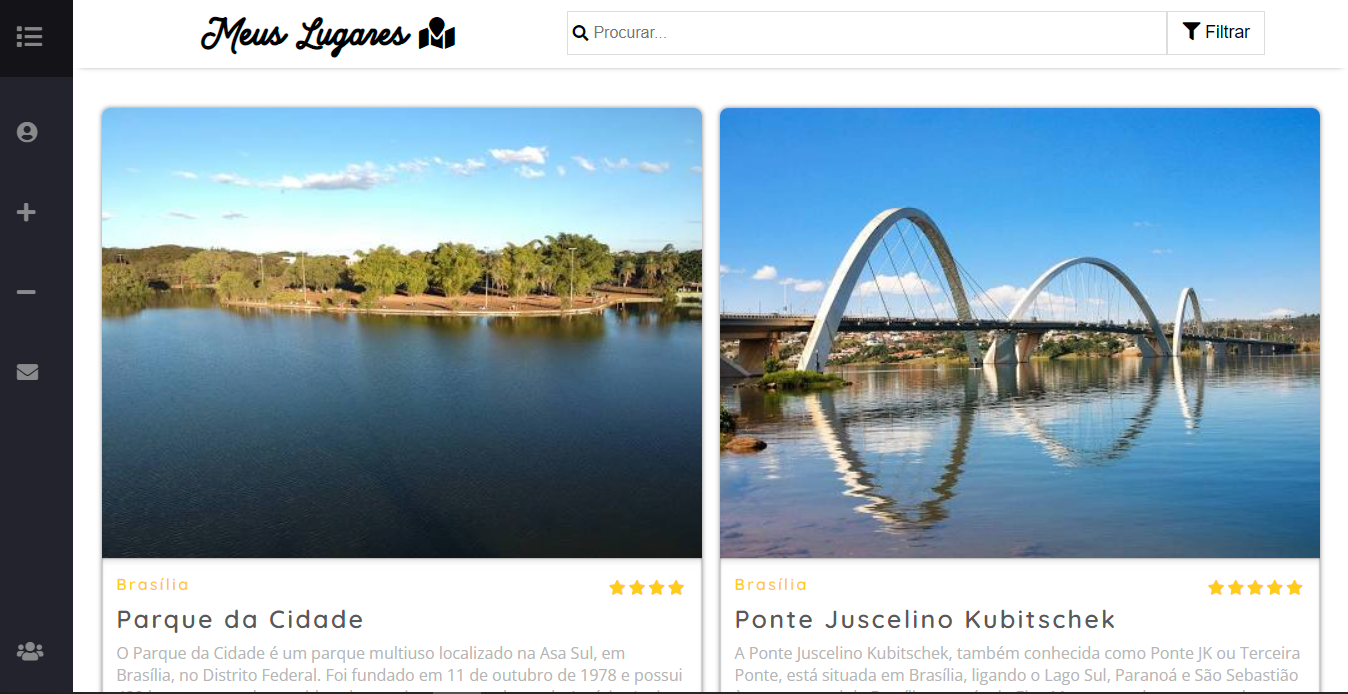 Meus Lugares
Procurar...
Filtrar
Brasília
Parque da Cidade
O Parque da Cidade é um parque multiuso localizado na Asa Sul, em
Brasília, no Distrito Federal. Foi fundado em 11 de outubro de 1978 e possui
Brasília
Ponte Juscelino Kubitschek
A Ponte Juscelino Kubitschek, também conhecida como Ponte JK ou Terceira
Ponte, está situada em Brasília, ligando o Lago Sul, Paranoá e São Sebastião